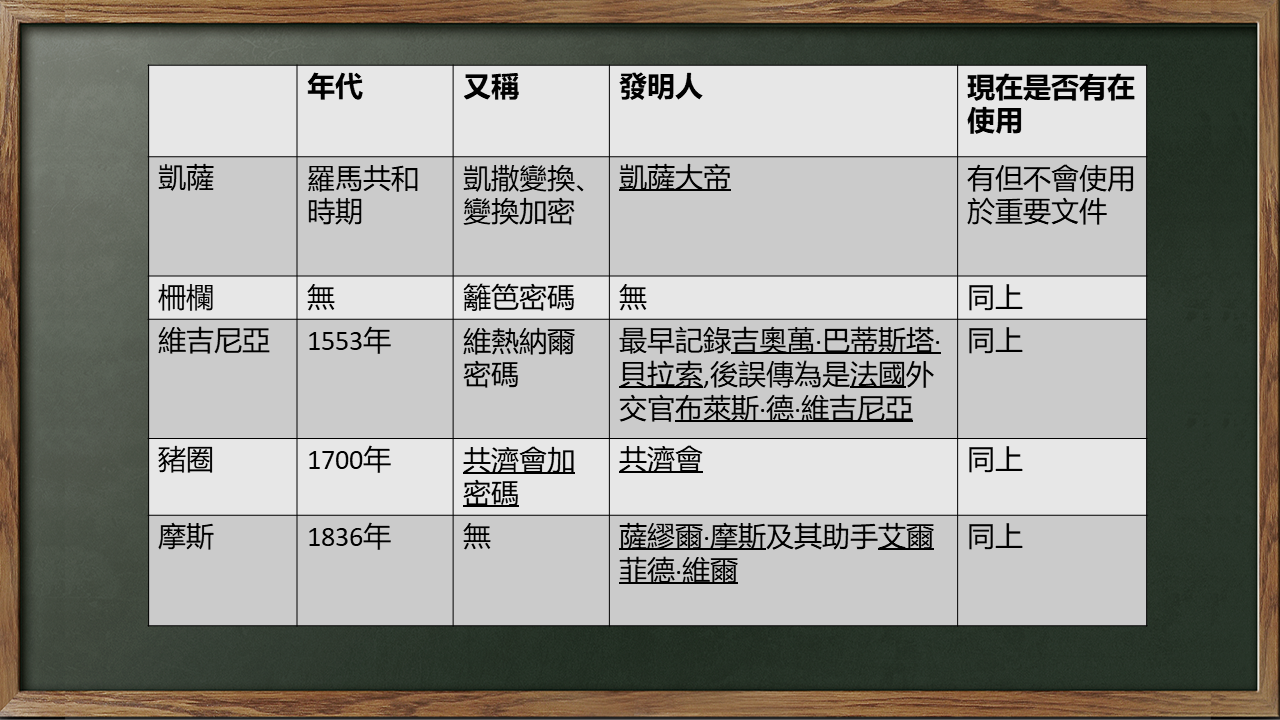 年代
又稱
發明人
現在是否有在
使用
凱薩
羅馬共和
時期
凱撒變換、
變換加密
凱薩大帝
有但不會使用
於重要文件
柵欄
無
籬笆密碼
無
同上
維吉尼亞
1553年
維熱納爾
密碼
最早記錄吉奧萬·巴蒂斯塔·
貝拉索,後誤傳為是法國外
交官布萊斯·德·維吉尼亞
同上
豬圈
1700年
共濟會加
密碼
共濟會
同上
摩斯
1836年
無
薩繆爾·摩斯及其助手艾爾
菲德·維爾
同上